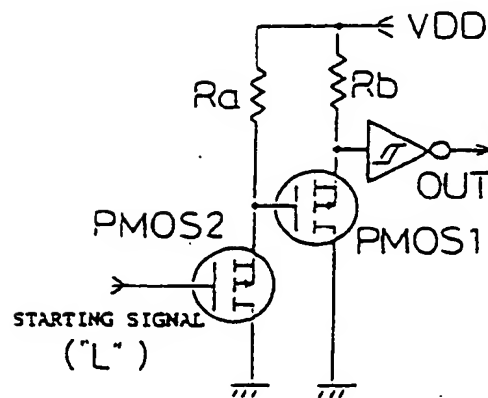 VDD
Ra
Rb
OUT
PMOS2
PMOS1
STARTING SIGNAL
("L")